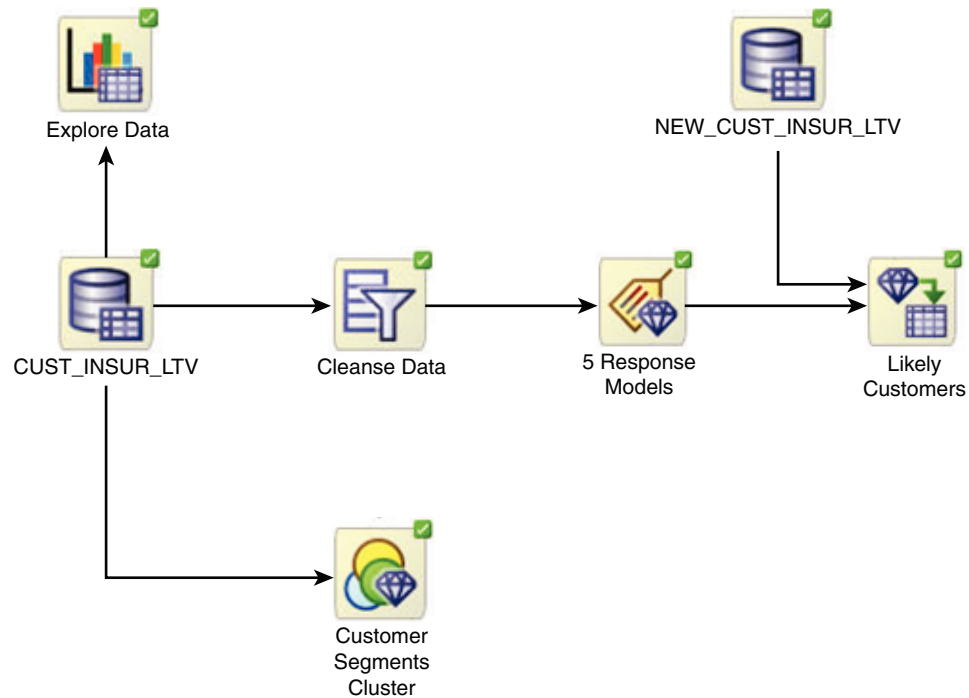 Explore Data
NEW_CUST_INSUR_LTV
CUST_INSUR_LTV
Cleanse Data
5 Response
Models
Likely
Customers
Customer
Segments
Cluster